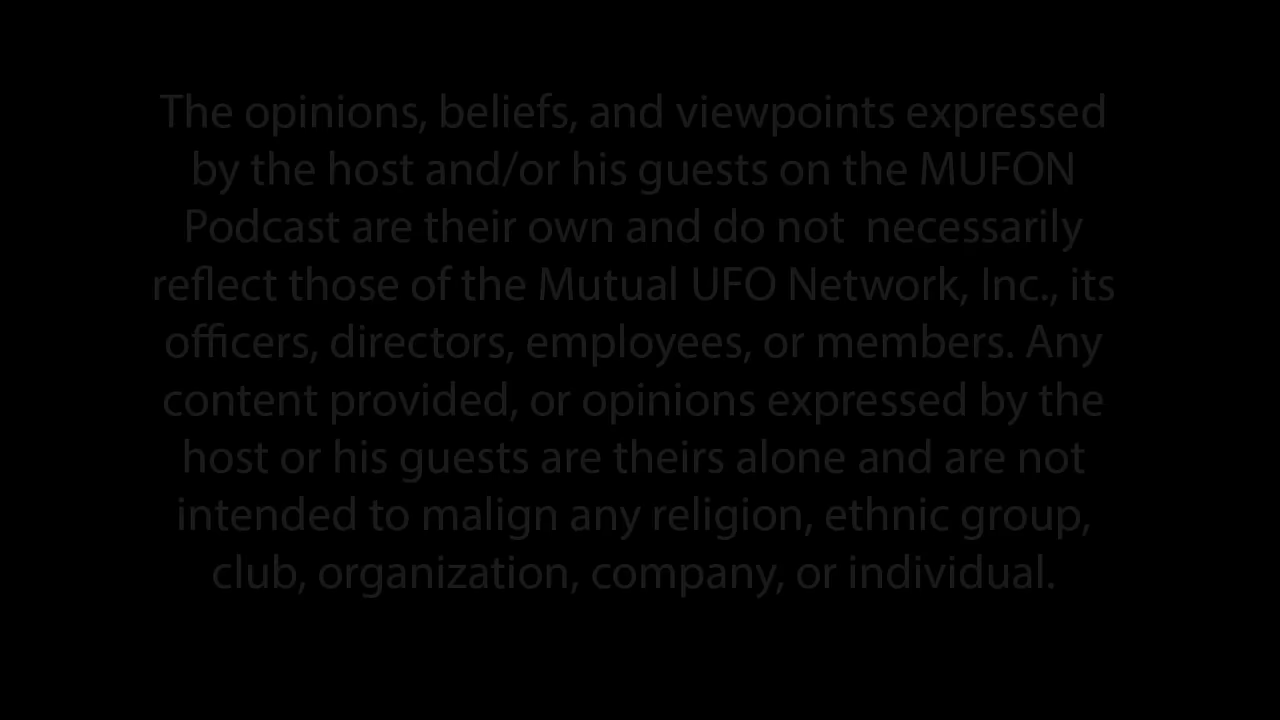 The opinions, beliefs, and viewpoints expressed
by the host and/or his guests on the MUFON
Podcast are their own and do not  necessarily
reflect those of the Mutual UFO Network, Inc., its
officers, directors, employees, or members. Any
content provided, or opinions expressed by the
host or his guests are theirs alone and are not
intended to malign any religion, ethnic group,
club, organization, company, or individual.